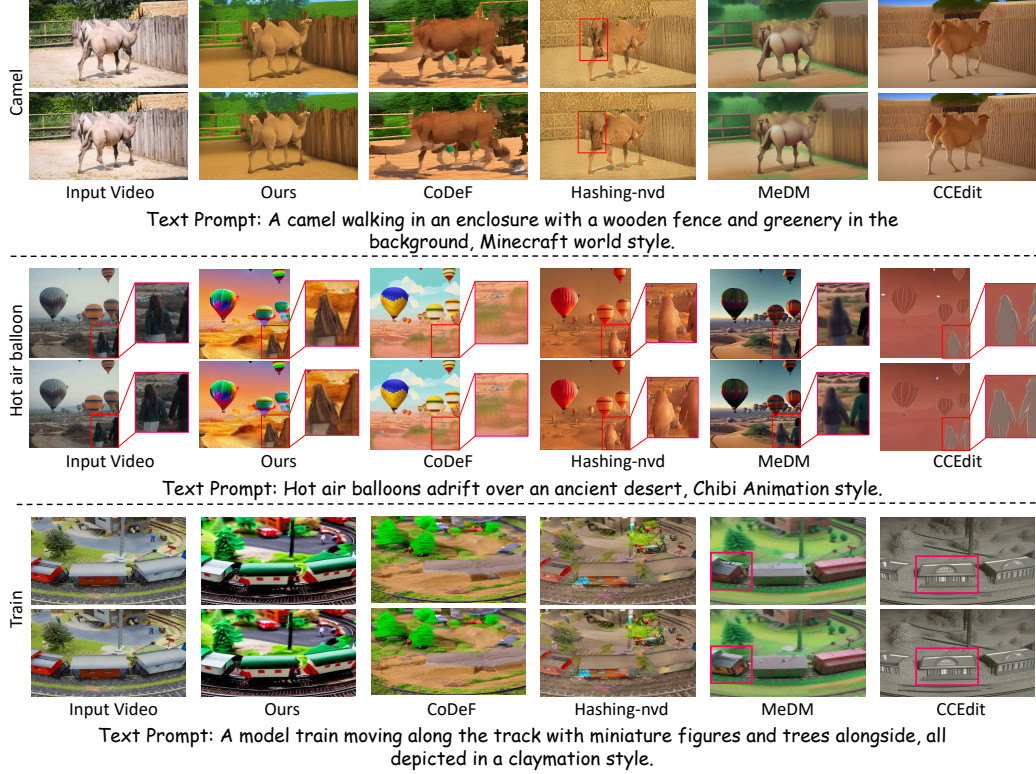 Camel
Input Video
Ours
CoDeF
Hashing-nvd
MeDM
CCEdit
Text Prompt: A camel walking in an enclosure with a wooden fence and greenery in the
background, Minecraft world style.
Hot air balloon
Input Video
Ours
CoDeF
Hashing-nvd
MeDM
CCEdit
Text Prompt: Hot air balloons adrift over an ancient desert, Chibi Animation style.
Train
Input Video
Ours
CoDeF
Hashing-nvd
MeDM
CCEdit
Text Prompt: A model train moving along the track with miniature figures and trees alongside, all
depicted in a claymation style.